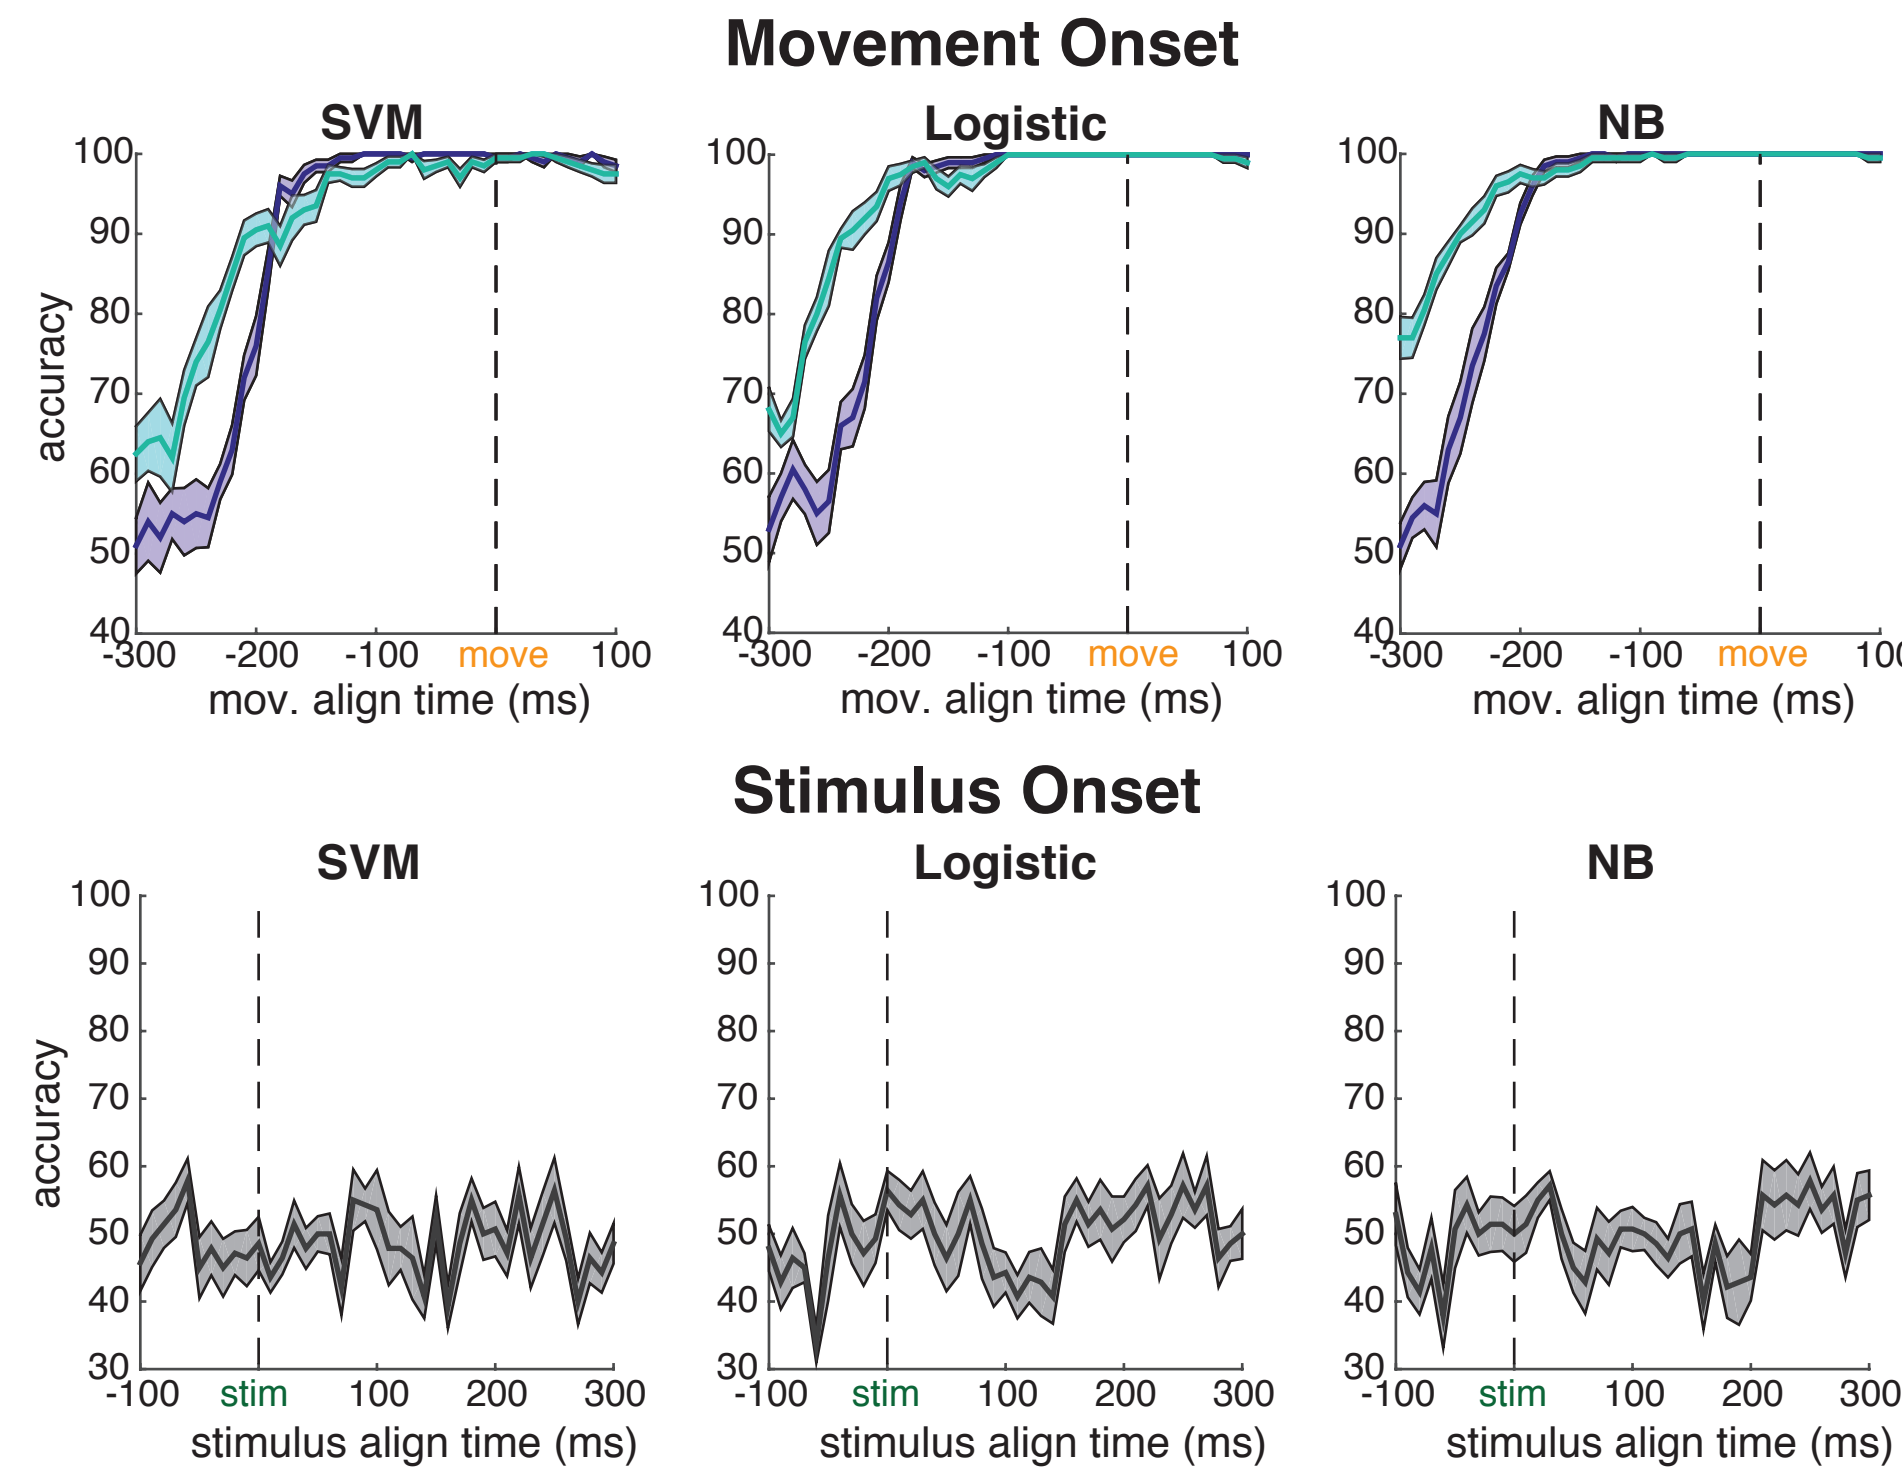 Movement Onset
SVM Logistic NB
100 100 100
90 90 90
80 80 80
70 70 70
60 60 60
50 50 50
40 40 40
accuracy
-300 -200 -100 move 100 -300 -200 -100 move 100 -300 -200 -100 move 100
mov. align time (ms) mov. align time (ms) mov. align time (ms)
Stimulus Onset
SVM Logistic NB
100 100 100
90 90 90
80 80 80
70 70 70
60 60 60
50 50 50
40 40 40
30 30 30
accuracy
-100 stim 100 200 300 -100 stim 100 200 300 -100 stim 100 200 300
stimulus align time (ms) stimulus align time (ms) stimulus align time (ms)